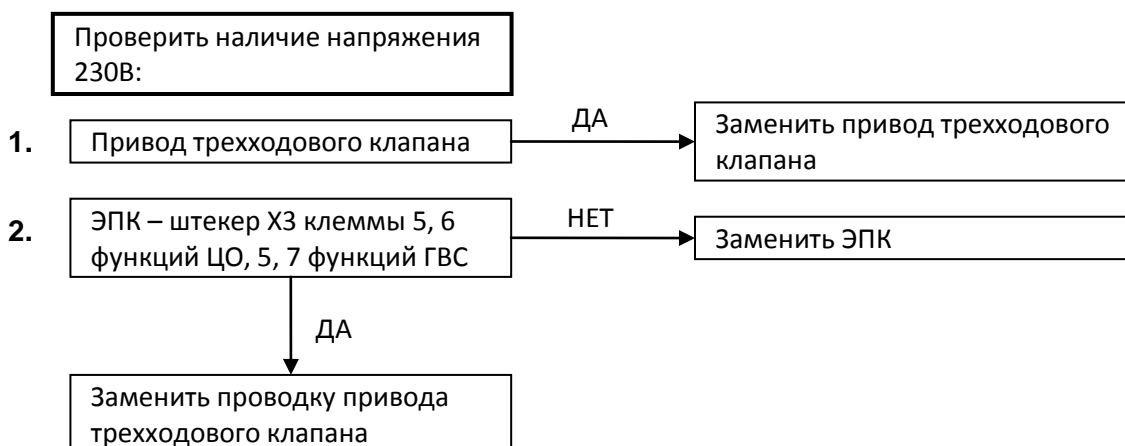 Проверить наличие напряжения
230В:
1.
Привод трехходового клапана
ДА
Заменить привод трехходового
клапана
2.
ЭПК – штекер Х3 клеммы 5, 6
функций ЦО, 5, 7 функций ГВС
НЕТ
Заменить ЭПК
ДА
Заменить проводку привода
трехходового клапана